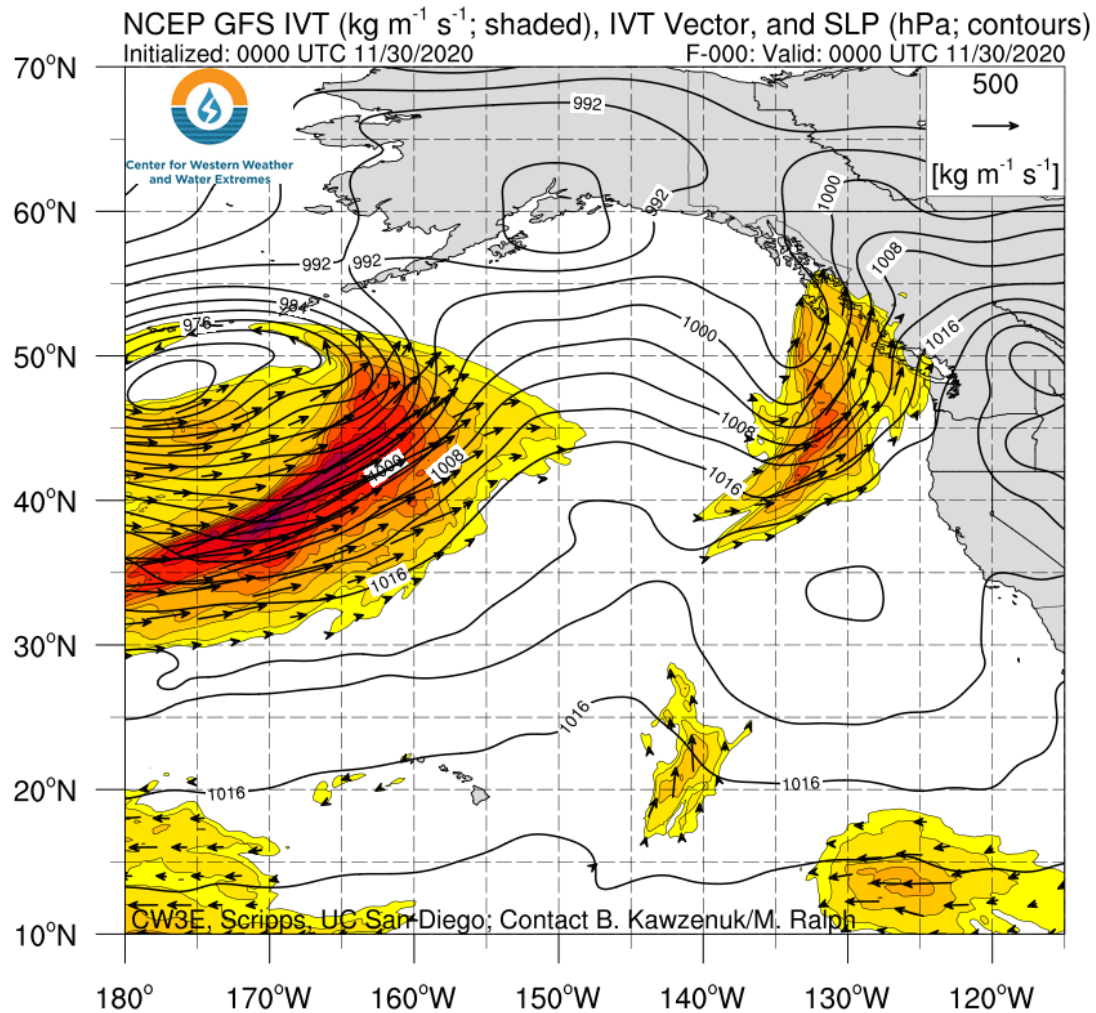 NCEP GFS IVT (kg m⁻¹ s⁻¹; shaded), IVT Vector, and SLP (hPa; contours)
Initialized: 0000 UTC 11/30/2020 F-000: Valid: 0000 UTC 11/30/2020
70°N
500
Center for Western Weather
and Water Extremes
[kg m⁻¹ s⁻¹]
992
1000
992
60°N
1008
992
992
984
976
1000
1016
50°N
1008
1000
1008
1016
40°N
1016
30°N
1016
20°N
1016
1016
CW3E, Scripps, UC San Diego; Contact B. Kawzenuk/M. Ralph
10°N
180° 170°W 160°W 150°W 140°W 130°W 120°W